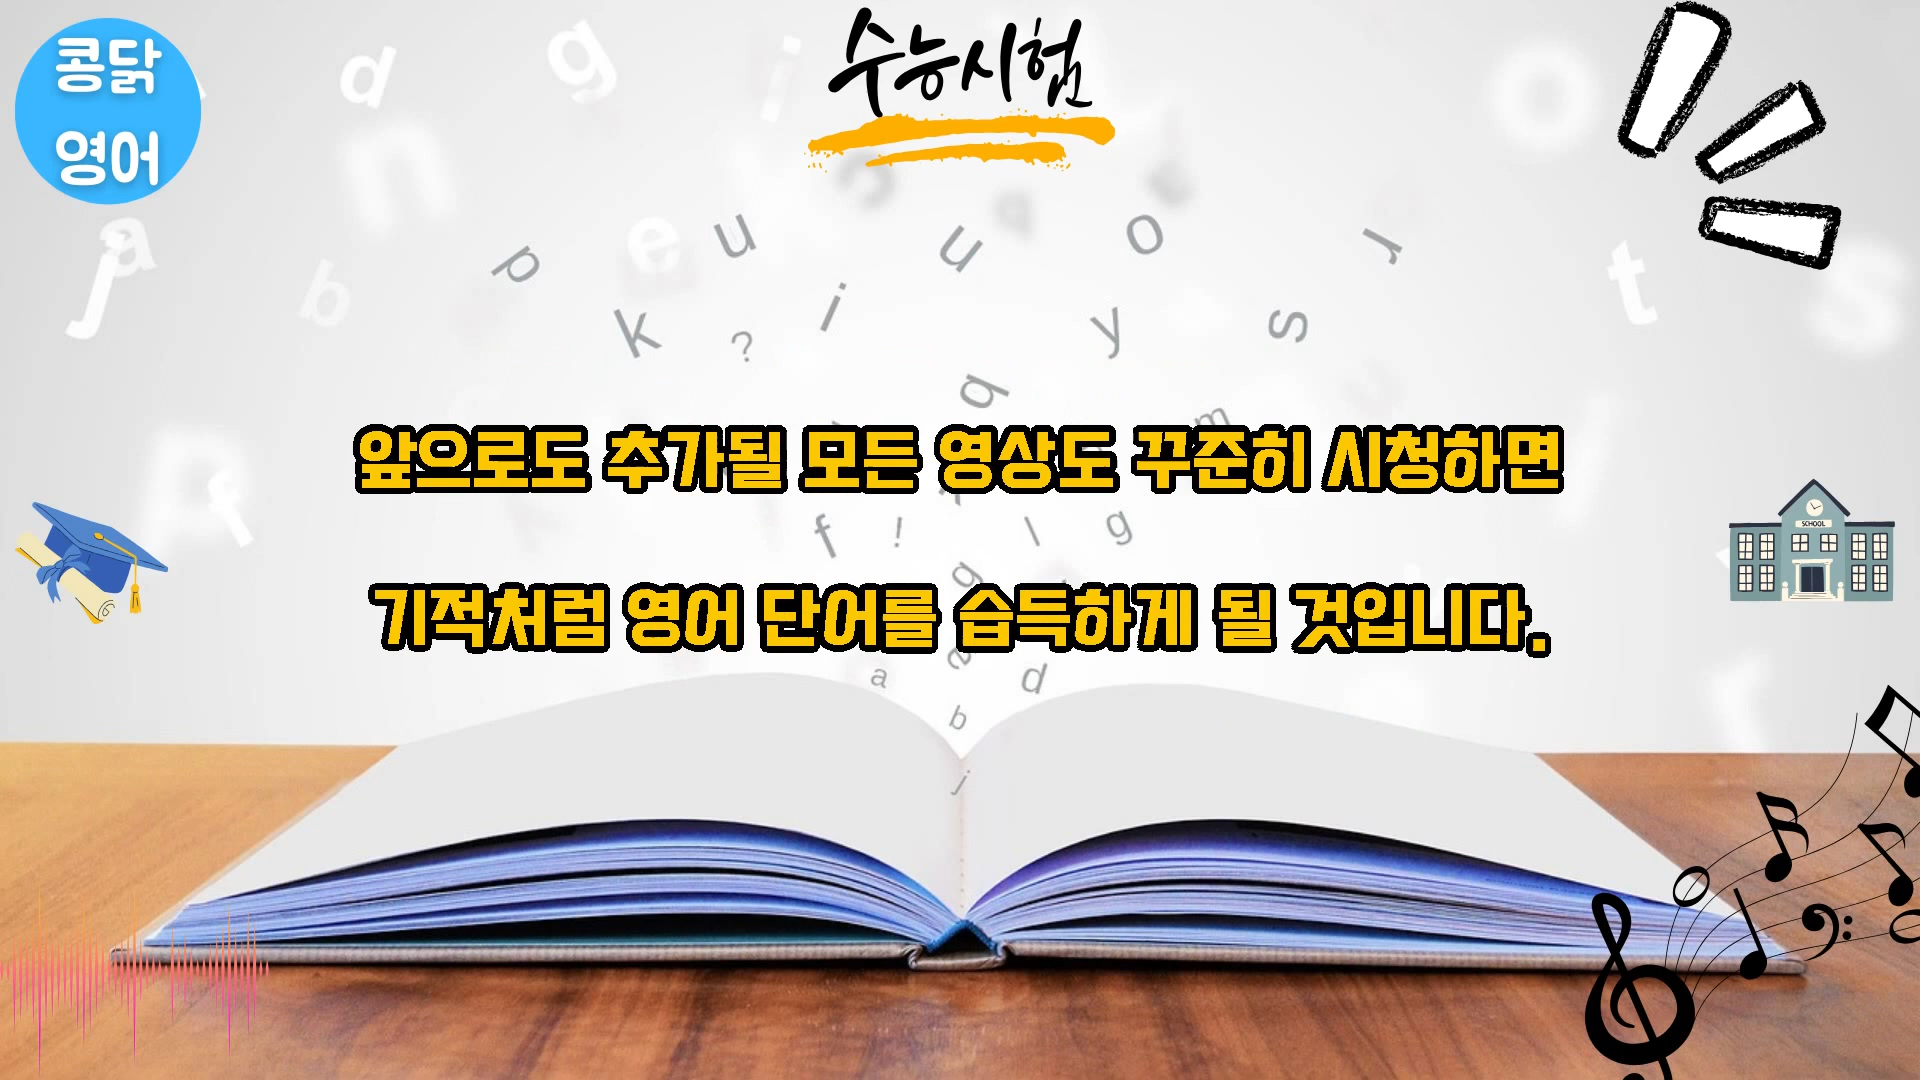 콩닭
영어
수능시험
앞으로도 추가될 모든 영상도 꾸준히 시청하면
기적처럼 영어 단어를 습득하게 될 것입니다.
SCHOOL